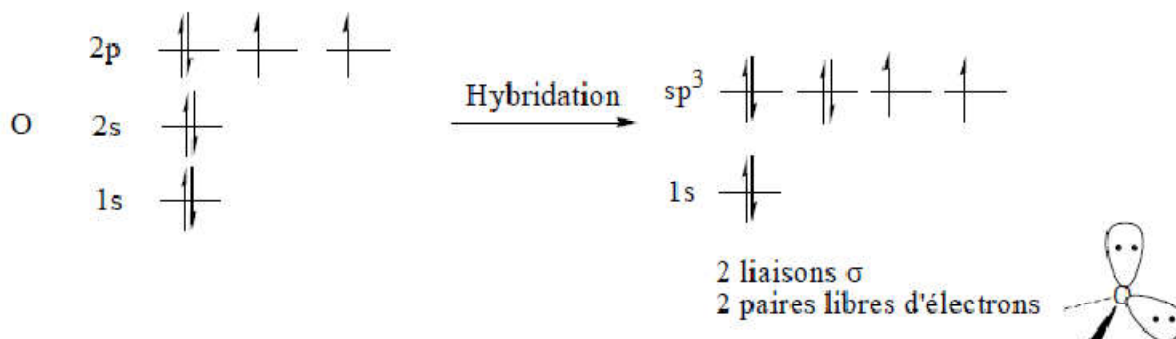 2p
O 2s
1s
Hybridation
sp³
1s
2 liaisons σ
2 paires libres d'électrons
O